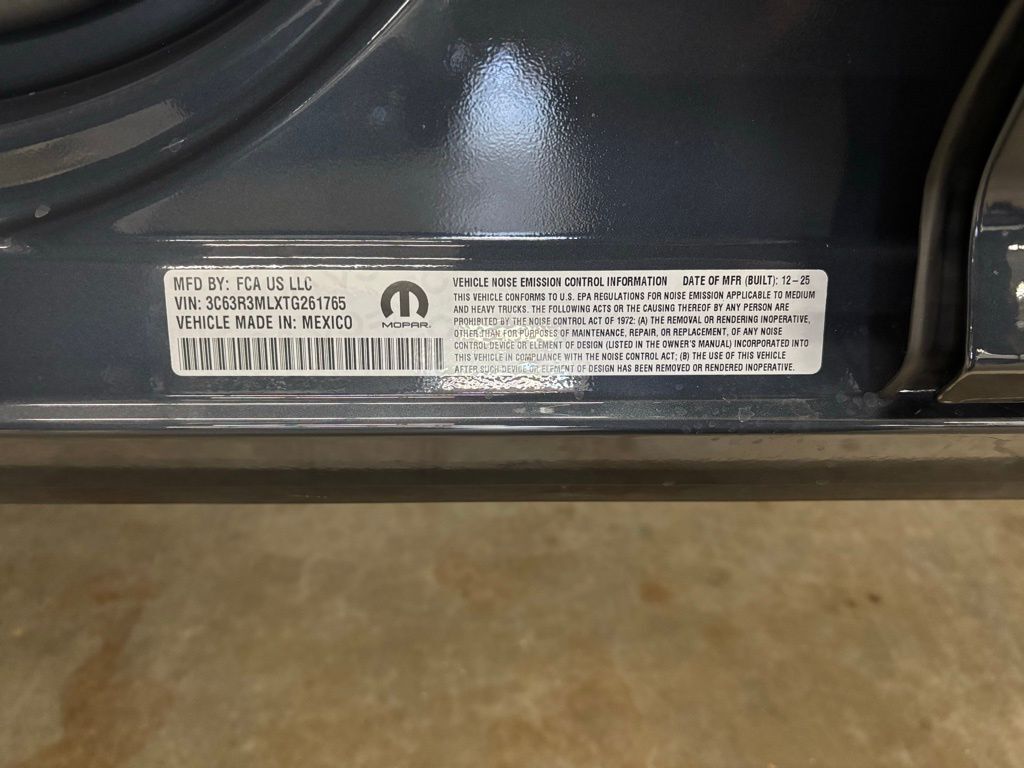 MFD BY: FCA US LLC
VIN: 3C63R3MLXTG261765
VEHICLE MADE IN: MEXICO
MOPAR
VEHICLE NOISE EMISSION CONTROL INFORMATION DATE OF MFR (BUILT): 12-25
THIS VEHICLE CONFORMS TO U.S. EPA REGULATIONS FOR NOISE EMISSION APPLICABLE TO MEDIUM
AND HEAVY TRUCKS. THE FOLLOWING ACTS OR THE CAUSING THEREOF BY ANY PERSON ARE
PROHIBITED BY THE NOISE CONTROL ACT OF 1972: (A) THE REMOVAL OR RENDERING INOPERATIVE,
OTHER THAN FOR PURPOSES OF MAINTENANCE, REPAIR, OR REPLACEMENT, OF ANY NOISE
CONTROL DEVICE OR ELEMENT OF DESIGN (LISTED IN THE OWNER'S MANUAL) INCORPORATED INTO
THIS VEHICLE IN COMPLIANCE WITH THE NOISE CONTROL ACT; (B) THE USE OF THIS VEHICLE
AFTER SUCH DEVICE OR ELEMENT OF DESIGN HAS BEEN REMOVED OR RENDERED INOPERATIVE.